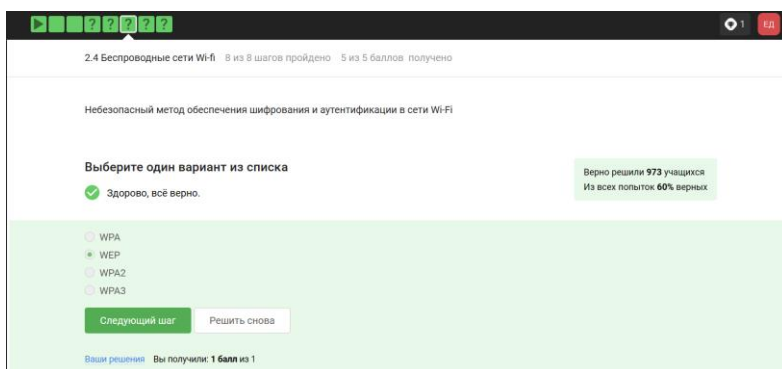 ? ? ? ? ?
1
ЕД
2.4 Беспроводные сети Wi-fi 8 из 8 шагов пройдено 5 из 5 баллов получено
Небезопасный метод обеспечения шифрования и аутентификации в сети Wi-Fi
Выберите один вариант из списка
Здорово, всё верно.
Верно решили 973 учащихся
Из всех попыток 60% верных
WPA
WEP
WPA2
WPA3
Следующий шаг Решить снова
Ваши решения Вы получили: 1 балл из 1